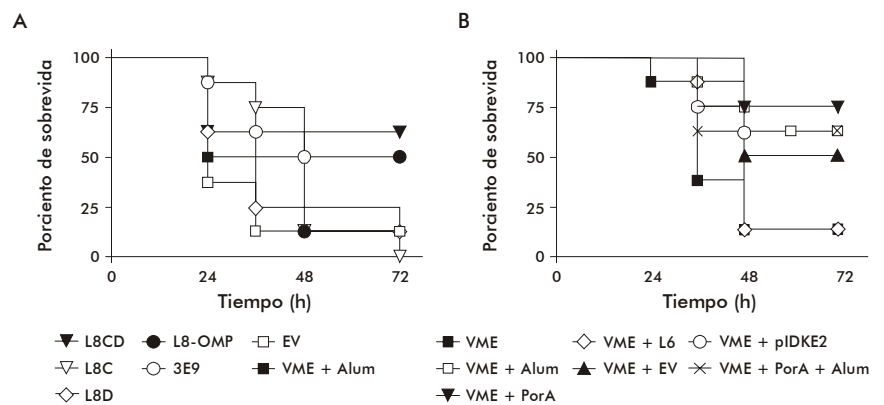 A
B
Porciento de sobrevida
100
75
50
25
0
0
24
48
72
Tiempo (h)
Porciento de sobrevida
100
75
50
25
0
0
24
48
72
Tiempo (h)
L8CD
L8-OMP
EV
L8C
3E9
VME + Alum
L8D
VME
VME + L6
VME + pIDKE2
VME + Alum
VME + EV
VME + PorA + Alum
VME + PorA